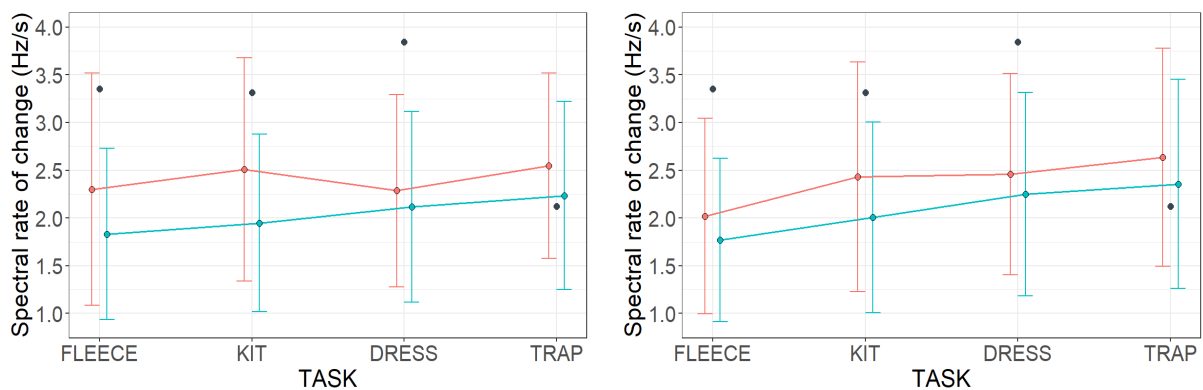 Spectral rate of change (Hz/s)
4.0
3.5
3.0
2.5
2.0
1.5
1.0
FLEECE KIT DRESS TRAP
TASK
Spectral rate of change (Hz/s)
4.0
3.5
3.0
2.5
2.0
1.5
1.0
FLEECE KIT DRESS TRAP
TASK